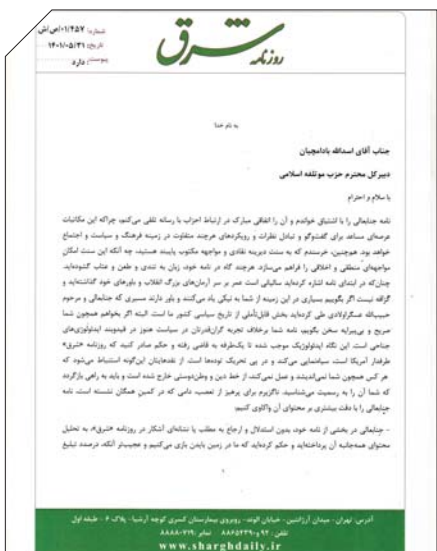 شماره: ۰۱/۴۵۷/ص/ش
تاریخ: ۱۴۰۱/۰۵/۳۱
پیوست: دارد
روزنامه شرق
به نام خدا
جناب آقای اسدالله بادامچیان
دبیرکل محترم حزب موتلفه اسلامی
با سلام و احترام
نامه جنابعالی را با اشتیاق خواندم و آن را اتفاقی مبارک در ارتباط احزاب با رسانه تلقی می‌کنم، چراکه این مکاتبات
عرصه‌ای مساعد برای گفت‌وگو و تبادل نظرات و رویکردهای هرچند متفاوت در زمینه فرهنگ و سیاست و اجتماع
خواهد بود. همچنین، خرسندم که به سنت دیرینه نقادی و مواجهه مکتوب پایبند هستید، چه آنکه این سنت امکان
مواجهه‌ای منطقی و اخلاقی را فراهم می‌سازد. هرچند گاه در نامه خود، زبان به تندی و طعن و عتاب گشوده‌اید.
چنان‌که در ابتدای نامه اشاره کرده‌اید سالیانی است عمر بر سر آرمان‌های بزرگ انقلاب و باورهای خود گذاشته‌اید و
گزافه نیست اگر بگوییم بسیاری در این زمینه از شما به نیکی یاد می‌کنند و باور دارند مسیری که جنابعالی و مرحوم
حبیب‌الله عسگراولادی طی کرده‌اید بخش قابل‌تأملی از تاریخ سیاسی کشور ما است. البته اگر بخواهم همچون شما
صریح و بی‌پیرایه سخن بگویم، نامه شما برخلاف تجربه گران‌قدرتان در سیاست هنوز در قیدوبند ایدئولوژی‌های
جناحی است. این نگاه ایدئولوژیک موجب شده تا یک‌طرفه به قاضی رفته و حکم صادر کنید که روزنامه «شرق»
طرفدار آمریکا است، سیاه‌نمایی می‌کند و در پی تحریک توده‌ها است. از نقدهایتان این‌گونه استنباط می‌شود که
هر کس همچون شما نمی‌اندیشد و عمل نمی‌کند، از خط دین و وطن‌دوستی خارج شده است و باید به راهی بازگردد
که شما آن را به رسمیت می‌شناسید. ناگزیرم برای پرهیز از تعصب، دامی که در کمین همگان نشسته است، نامه
جنابعالی را با دقت بیشتری بر محتوای آن واکاوی کنیم:
- جنابعالی در بخشی از نامه خود، بدون استدلال و ارجاع به مطلب یا نشانه‌ای آشکار در روزنامه «شرق»، به تحلیل
محتوای همه‌جانبه آن پرداخته‌اید و حکم کرده‌اید که ما در زمین بایدن بازی می‌کنیم و عجیب‌تر آنکه، درصدد تبلیغ
۱
آدرس: تهران - میدان آرژانتین - خیابان الوند - روبروی بیمارستان کسری کوچه آرشیا - پلاک ۶ - طبقه اول
تلفن: ۹۲ و ۸۸۶۵۴۳۹۰ نمابر: ۸۸۸۸۰۷۱۹
www.sharghdaily.ir